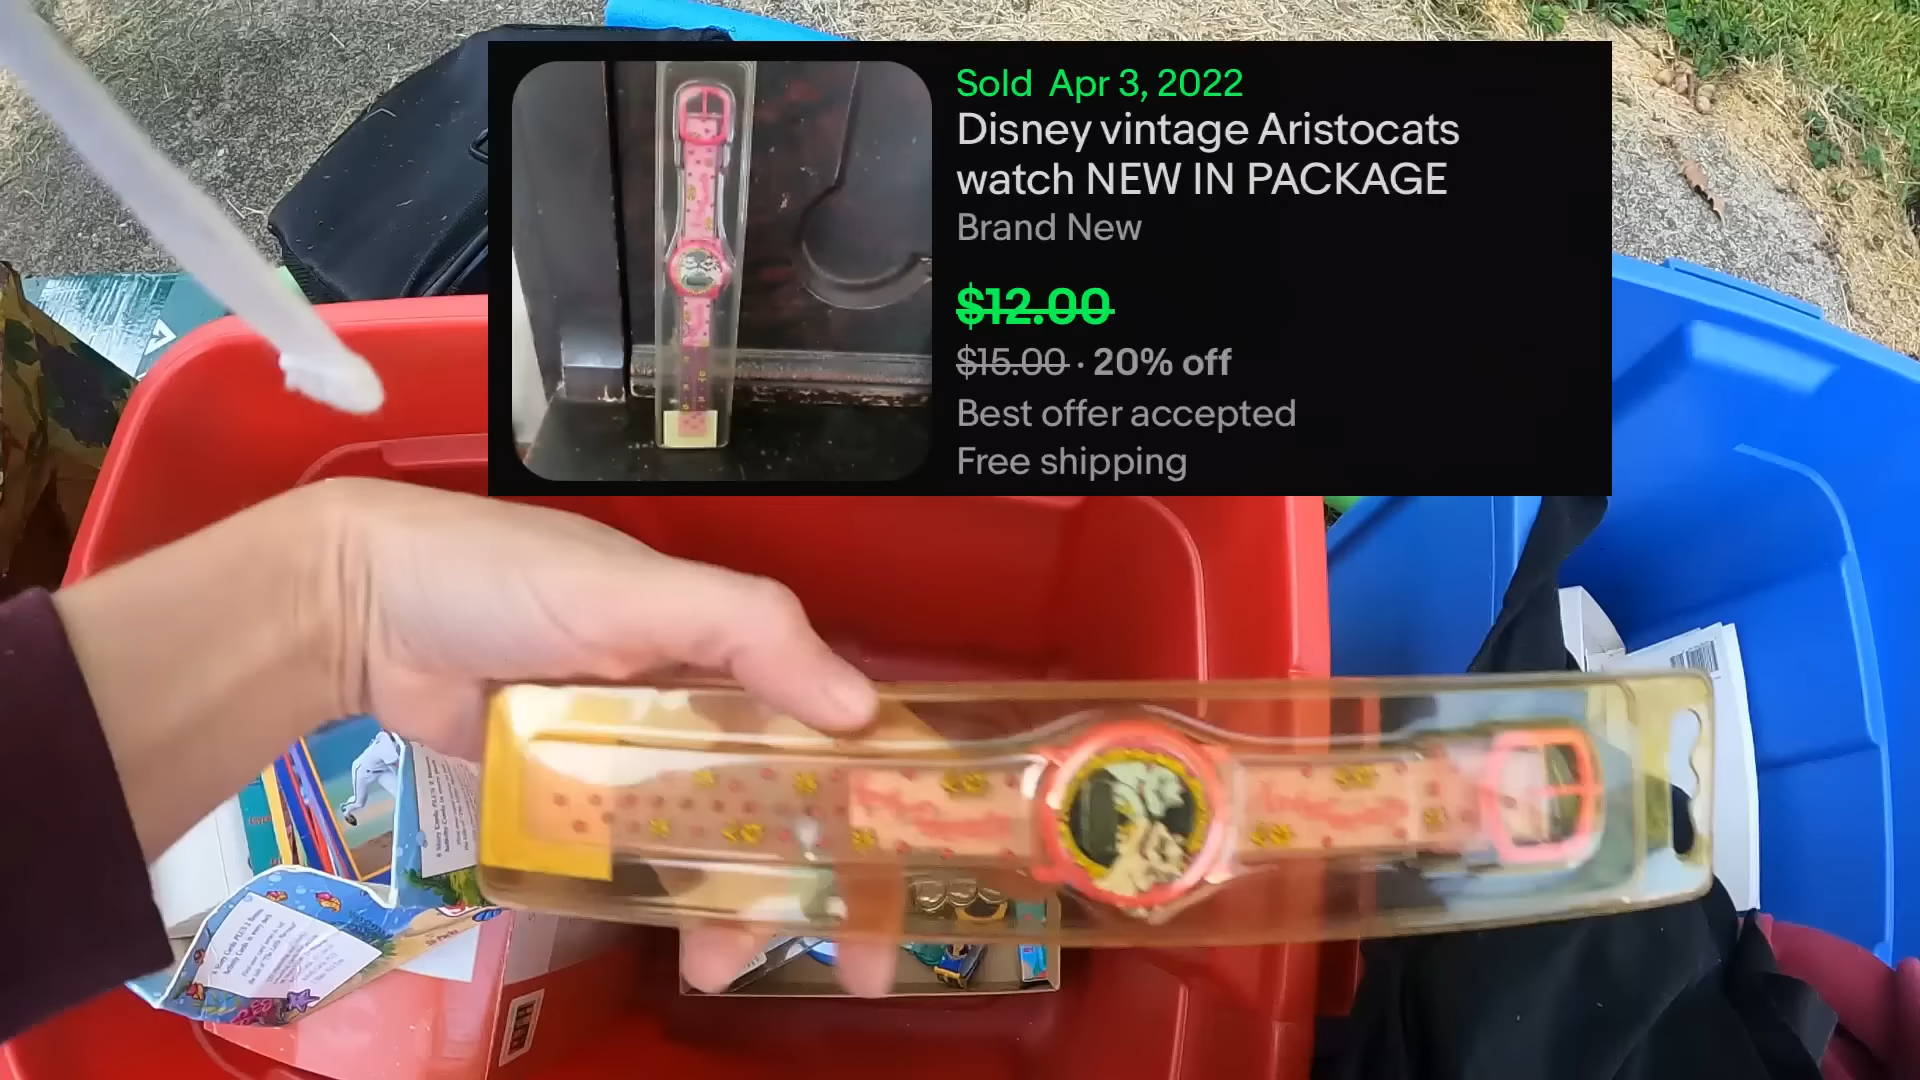 Sold Apr 3, 2022
Disney vintage Aristocats
watch NEW IN PACKAGE
Brand New
$12.00
$15.00 · 20% off
Best offer accepted
Free shipping